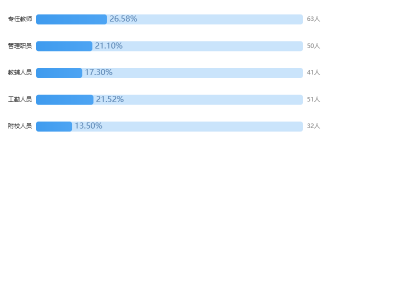 专任教师 26.58% 63人
管理职员 21.10% 50人
教辅人员 17.30% 41人
工勤人员 21.52% 51人
附校人员 13.50% 32人